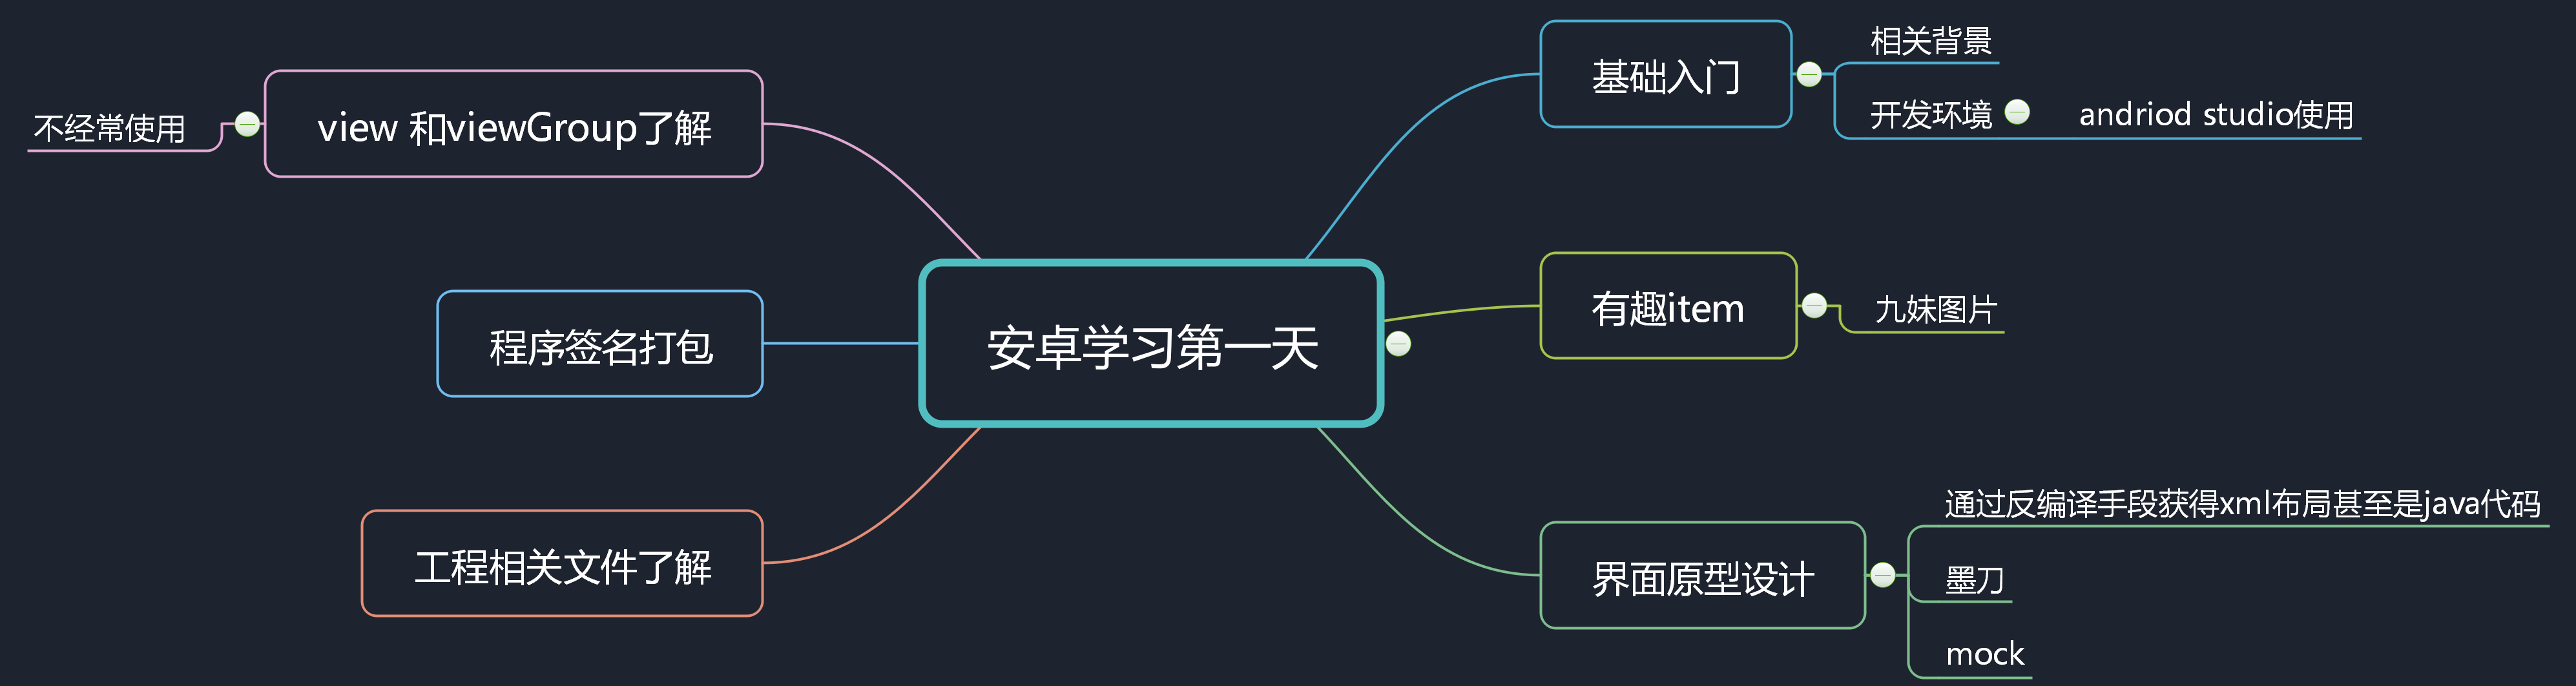 安卓学习第一天
基础入门
相关背景
开发环境
andriod studio使用
有趣item
九妹图片
界面原型设计
通过反编译手段获得xml布局甚至是java代码
墨刀
mock
view 和viewGroup了解
不经常使用
程序签名打包
工程相关文件了解